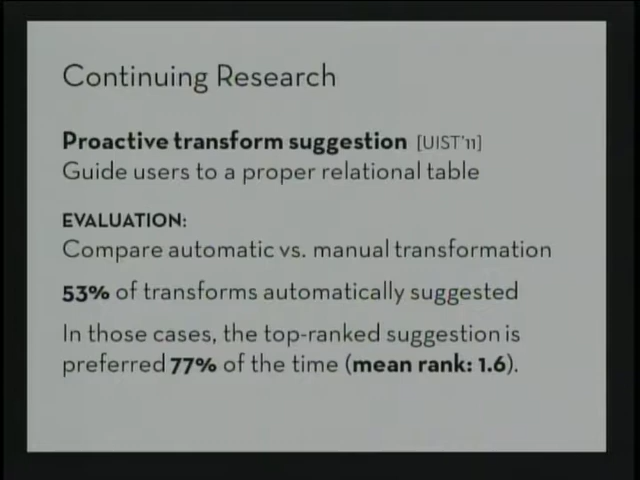 Continuing Research
Proactive transform suggestion [UIST'11]
Guide users to a proper relational table
EVALUATION:
Compare automatic vs. manual transformation
53% of transforms automatically suggested
In those cases, the top-ranked suggestion is
preferred 77% of the time (mean rank: 1.6).